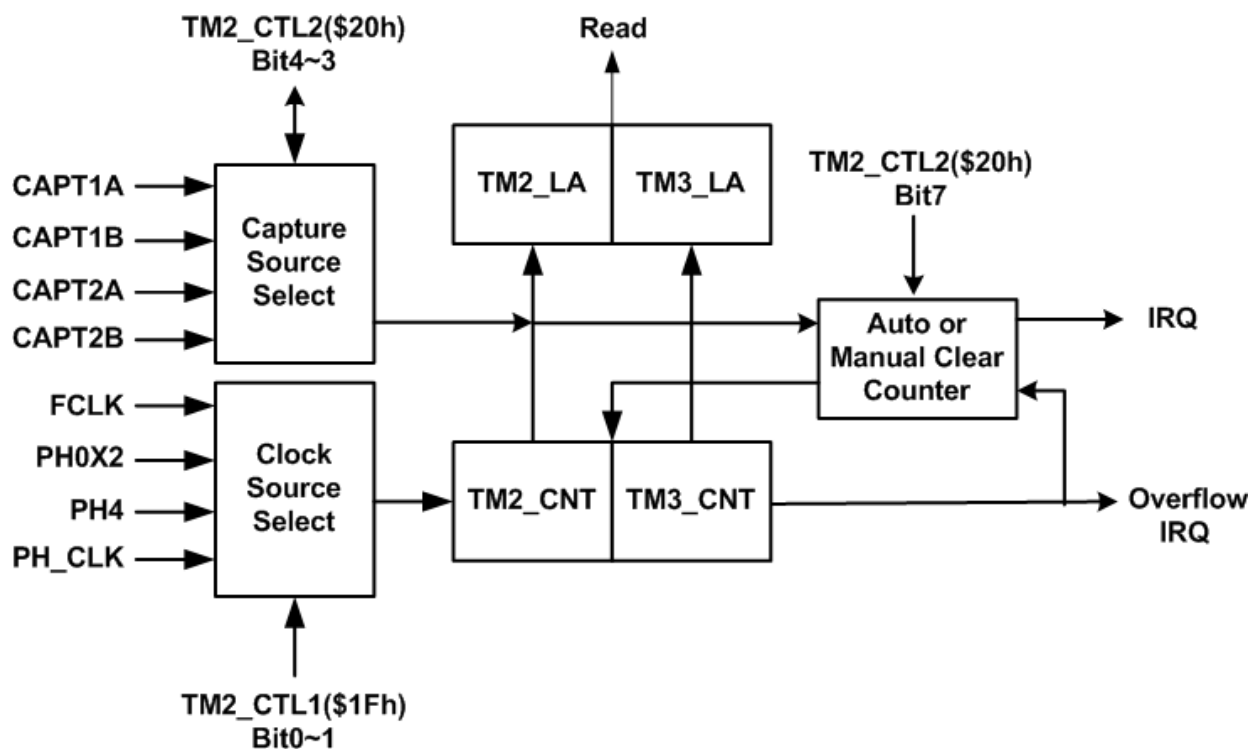 TM2_CTL2($20h)
Bit4~3
Read
CAPT1A
CAPT1B
CAPT2A
CAPT2B
Capture
Source
Select
TM2_LA
TM3_LA
TM2_CTL2($20h)
Bit7
Auto or
Manual Clear
Counter
IRQ
FCLK
PH0X2
PH4
PH_CLK
Clock
Source
Select
TM2_CNT
TM3_CNT
Overflow
IRQ
TM2_CTL1($1Fh)
Bit0~1